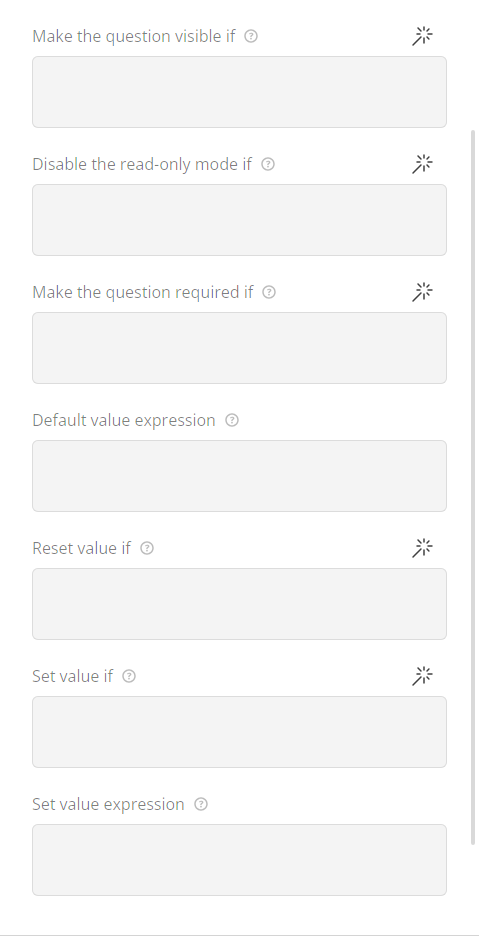 Make the question visible if
Disable the read-only mode if
Make the question required if
Default value expression
Reset value if
Set value if
Set value expression